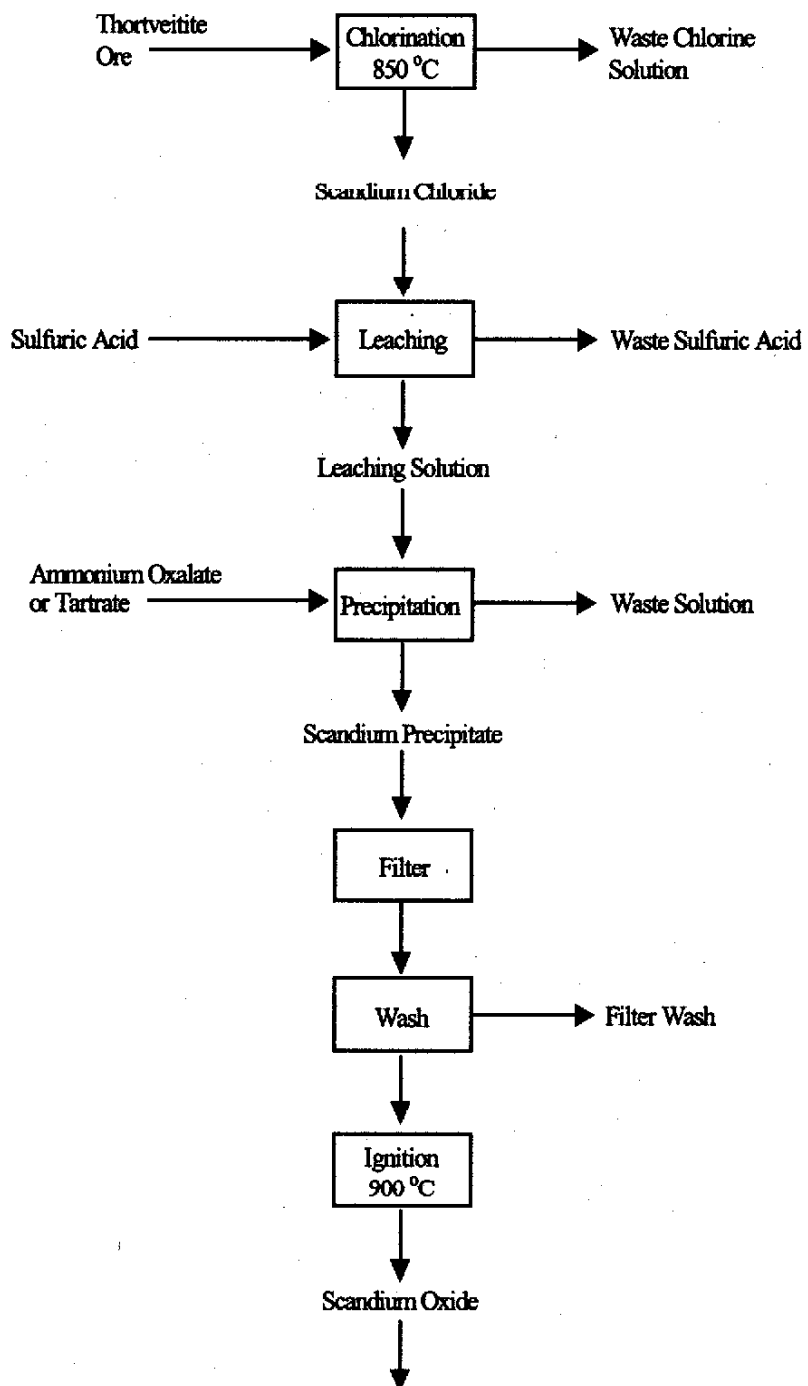 Thortveitite
Ore
Chlorination
850 °C
Waste Chlorine
Solution
Scandium Chloride
Sulfuric Acid
Leaching
Waste Sulfuric Acid
Leaching Solution
Ammonium Oxalate
or Tartrate
Precipitation
Waste Solution
Scandium Precipitate
Filter
Wash
Filter Wash
Ignition
900 °C
Scandium Oxide